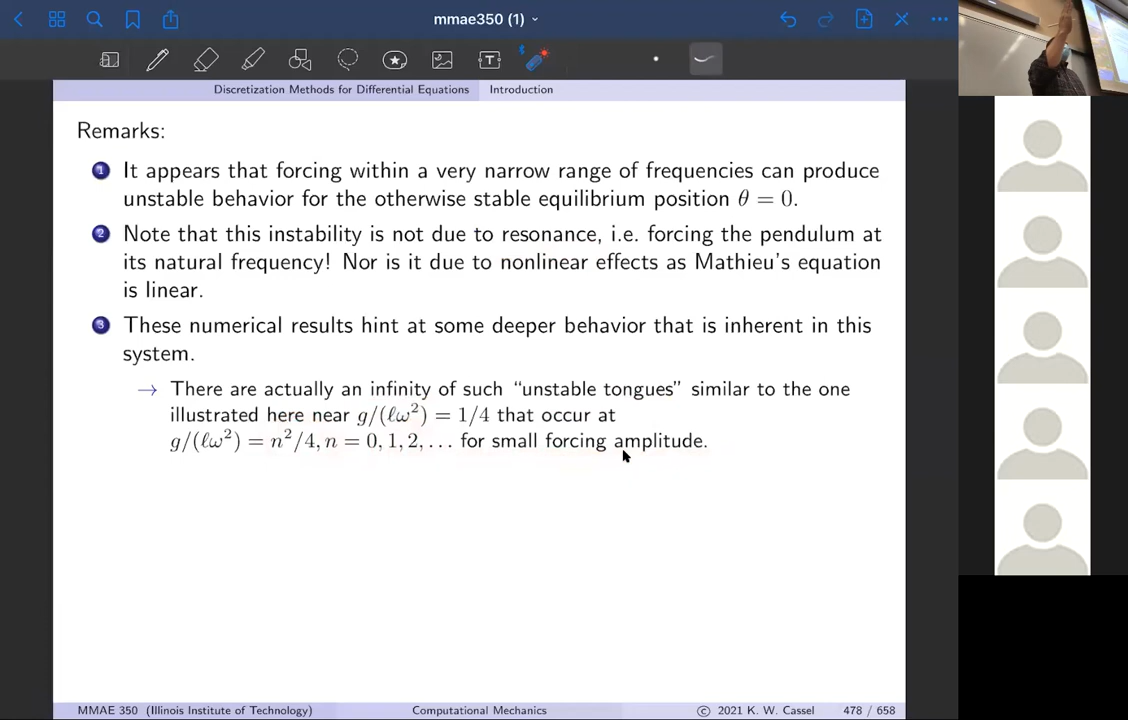 mmae350 (1)
Discretization Methods for Differential Equations Introduction
Remarks:
1 It appears that forcing within a very narrow range of frequencies can produce
unstable behavior for the otherwise stable equilibrium position θ = 0.
2 Note that this instability is not due to resonance, i.e. forcing the pendulum at
its natural frequency! Nor is it due to nonlinear effects as Mathieu's equation
is linear.
3 These numerical results hint at some deeper behavior that is inherent in this
system.
→ There are actually an infinity of such “unstable tongues” similar to the one
illustrated here near g/(ℓω²) = 1/4 that occur at
g/(ℓω²) = n²/4, n = 0, 1, 2, . . . for small forcing amplitude.
MMAE 350 (Illinois Institute of Technology) Computational Mechanics © 2021 K. W. Cassel 478 / 658